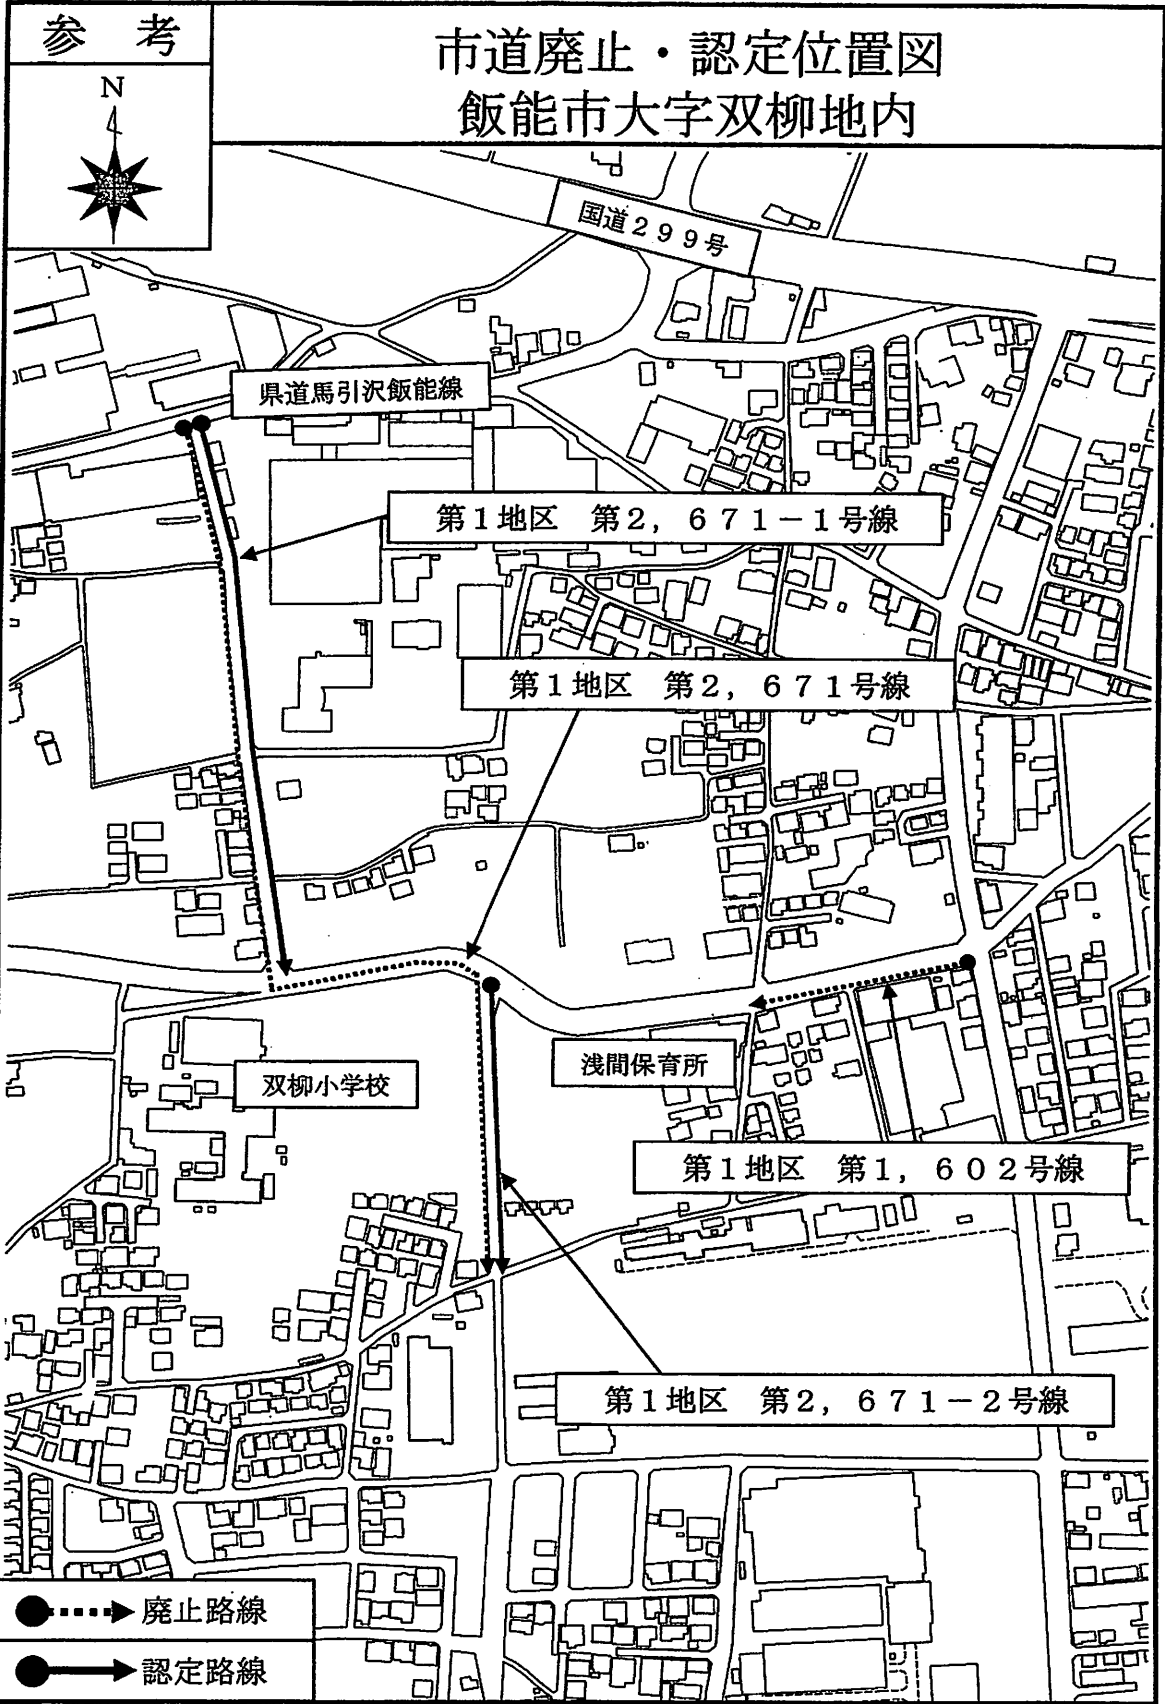 参　考
市道廃止・認定位置図
飯能市大字双柳地内
N
国道２９９号
県道馬引沢飯能線
第１地区　第２，６７１－１号線
第１地区　第２，６７１号線
浅間保育所
双柳小学校
第１地区　第１，６０２号線
第１地区　第２，６７１－２号線
廃止路線
認定路線